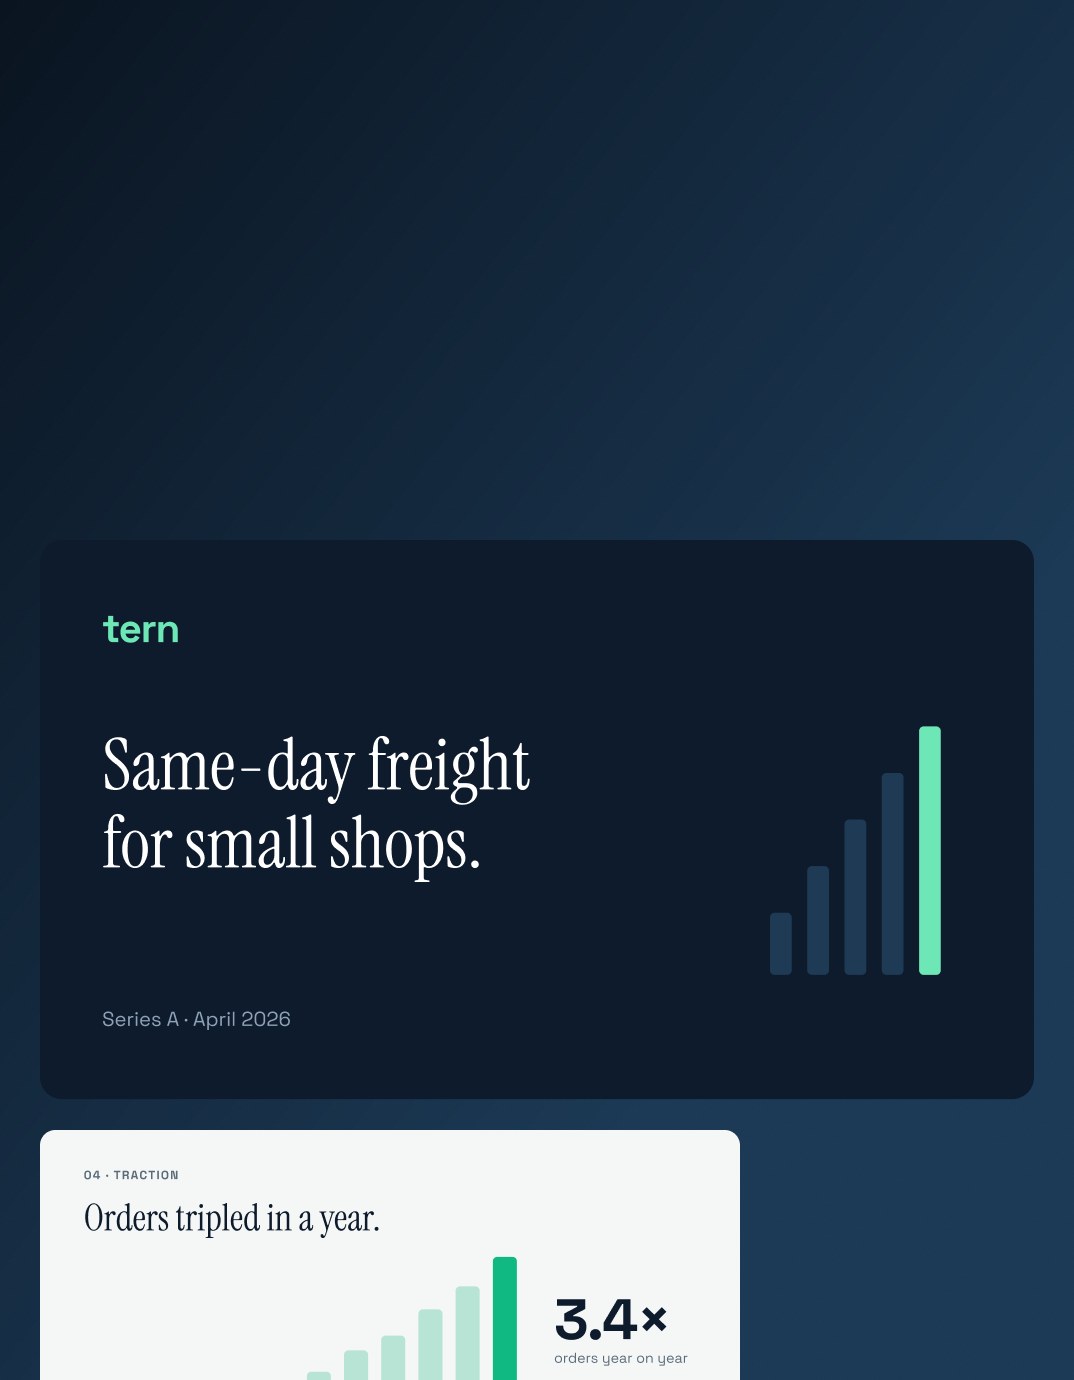 tern
Same-day freight
for small shops.
Series A · April 2026
04 · TRACTION
Orders tripled in a year.
3.4×
orders year on year